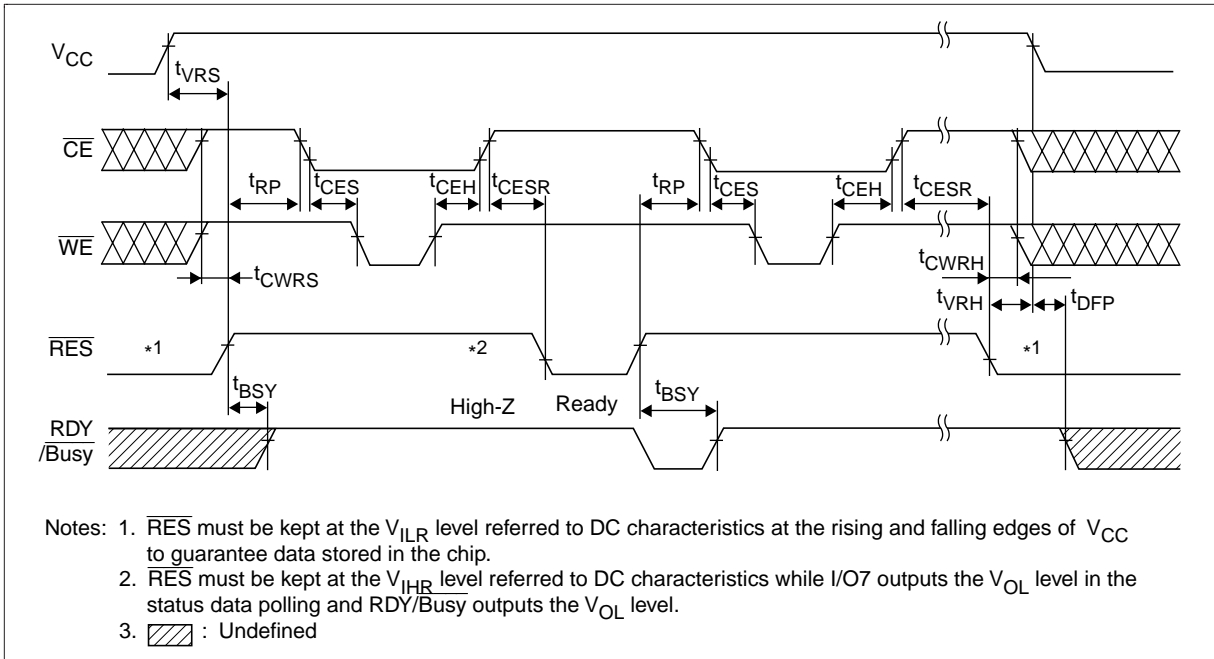 VCC
tVRS
CE
tRP tCES tCEH tCESR tRP tCES tCEH tCESR
WE
tCWRS
tCWRH
tVRH tDFP
RES *1 *2 *1
tBSY tBSY
High-Z Ready
RDY
/Busy
Notes: 1. RES must be kept at the VILR level referred to DC characteristics at the rising and falling edges of VCC
to guarantee data stored in the chip.
2. RES must be kept at the VIHR level referred to DC characteristics while I/O7 outputs the VOL level in the
status data polling and RDY/Busy outputs the VOL level.
3. : Undefined